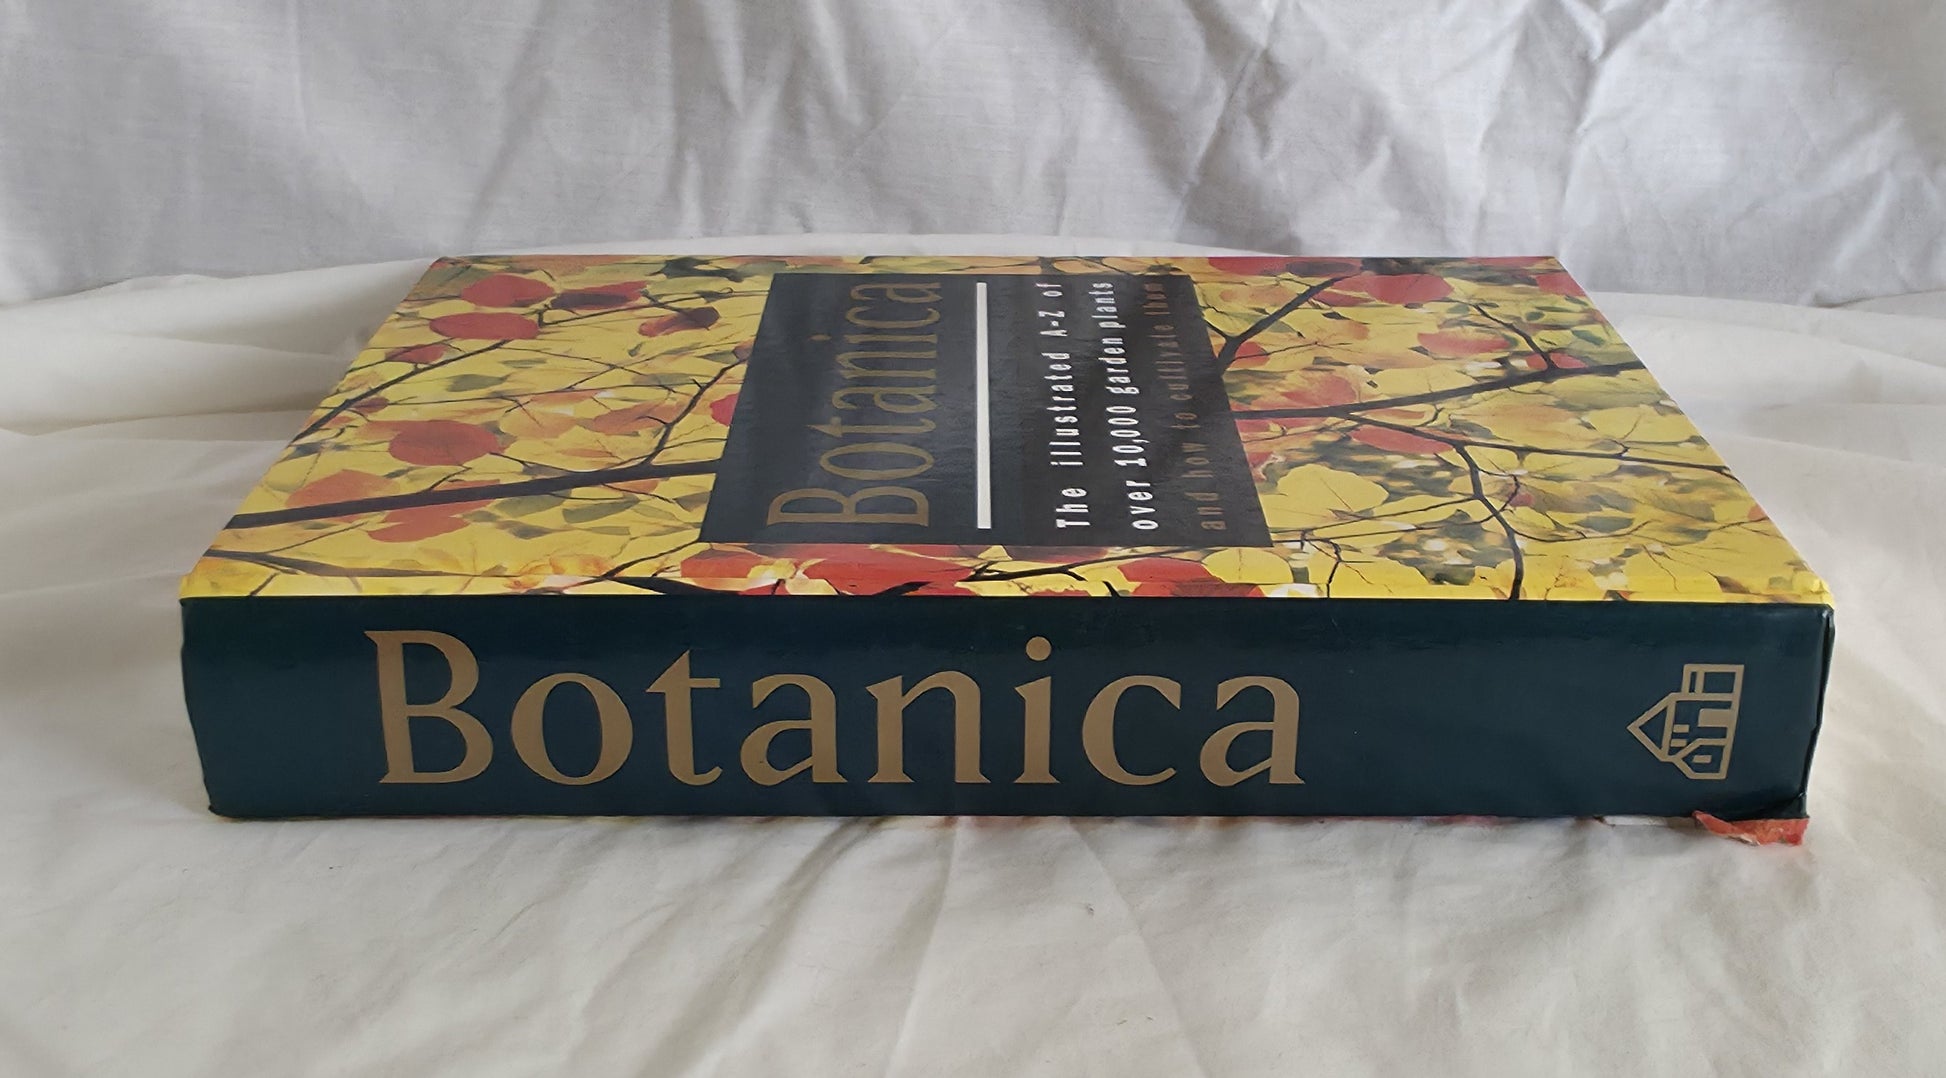 Botanica
The illustrated A-Z of
over 10,000 garden plants
and how to cultivate them
Botanica